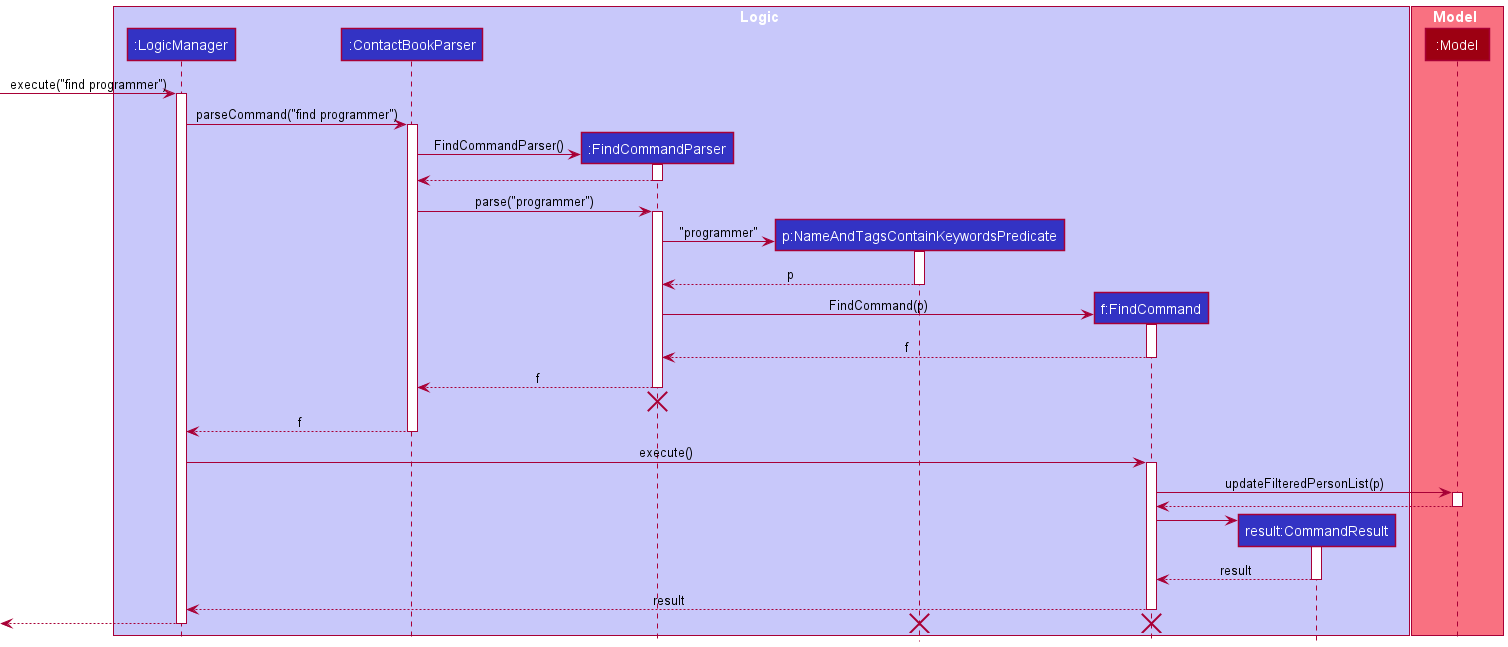 Logic
Model
:LogicManager
:ContactBookParser
:Model
execute("find programmer")
parseCommand("find programmer")
FindCommandParser()
:FindCommandParser
parse("programmer")
"programmer"
p:NameAndTagsContainKeywordsPredicate
p
FindCommand(p)
f:FindCommand
f
f
f
execute()
updateFilteredPersonList(p)
result:CommandResult
result
result